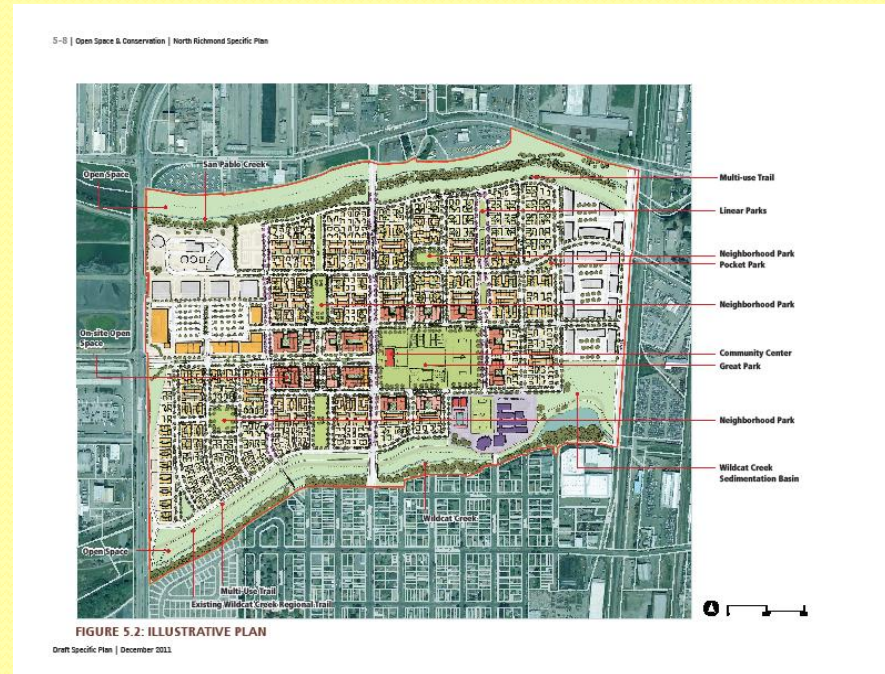 5-8 | Open Space & Conservation | North Richmond Specific Plan
San Pablo Creek
Open Space
Multi-use Trail
Linear Parks
Neighborhood Park
Pocket Park
Neighborhood Park
On-site Open
Space
Community Center
Great Park
Neighborhood Park
Wildcat Creek
Sedimentation Basin
Wildcat Creek
Open Space
Multi-Use Trail
Existing Wildcat Creek Regional Trail
FIGURE 5.2: ILLUSTRATIVE PLAN
Draft Specific Plan | December 2011